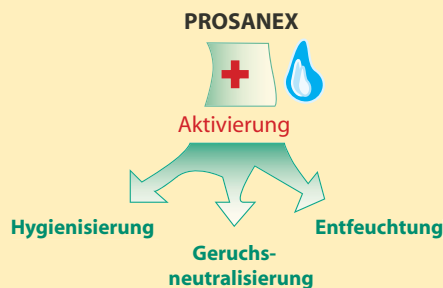 PROSANEX
Aktivierung
Hygienisierung
Entfeuchtung
Geruchs-
neutralisierung